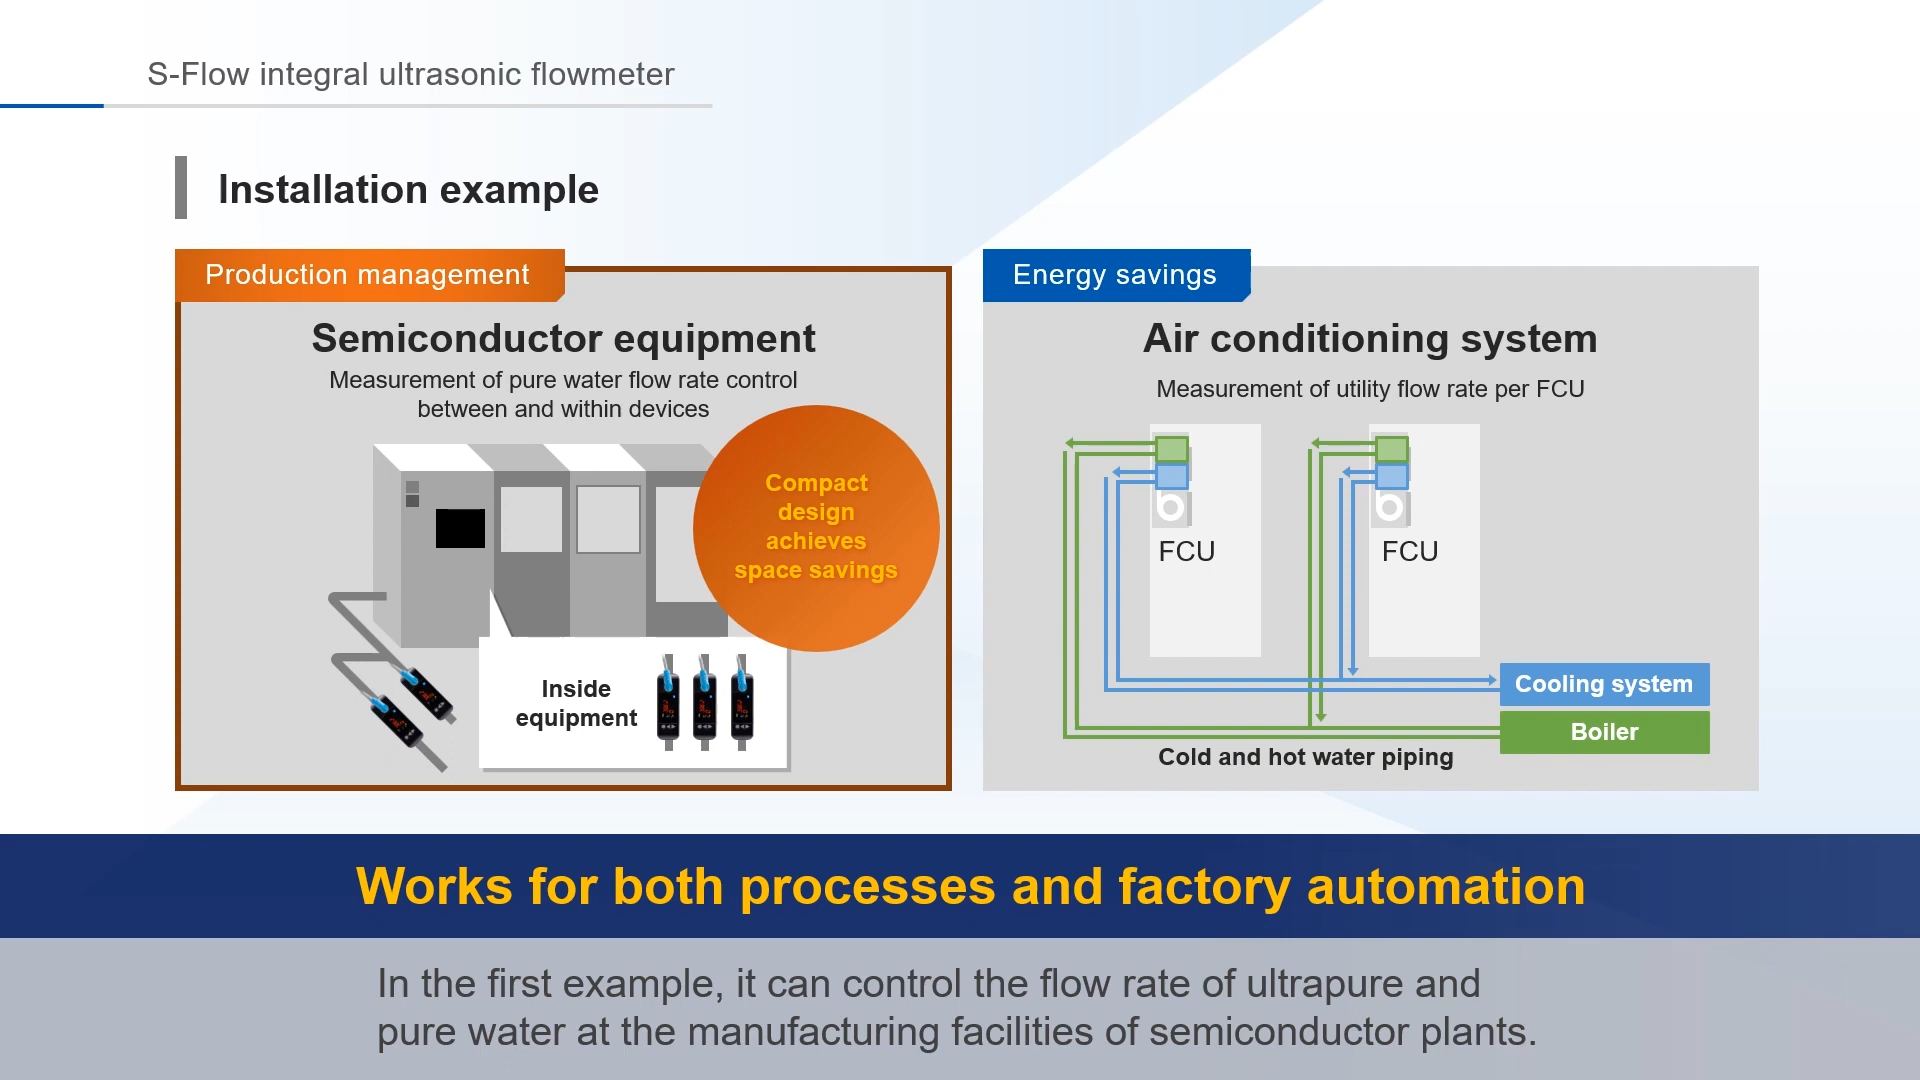 S-Flow integral ultrasonic flowmeter
Installation example
Production management
Semiconductor equipment
Measurement of pure water flow rate control
between and within devices
Compact
design
achieves
space savings
Inside
equipment
Energy savings
Air conditioning system
Measurement of utility flow rate per FCU
FCU
FCU
Cooling system
Boiler
Cold and hot water piping
Works for both processes and factory automation
In the first example, it can control the flow rate of ultrapure and
pure water at the manufacturing facilities of semiconductor plants.